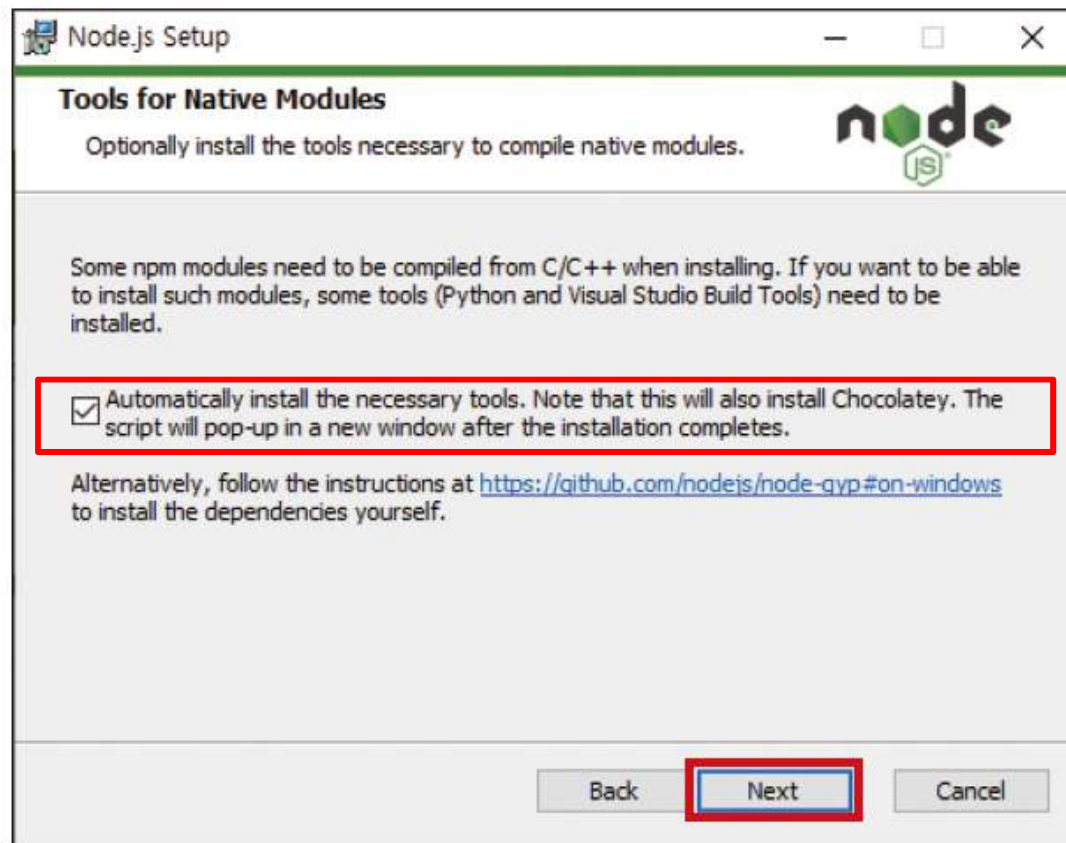 Node.js Setup
Tools for Native Modules
Optionally install the tools necessary to compile native modules.
node
JS
Some npm modules need to be compiled from C/C++ when installing. If you want to be able
to install such modules, some tools (Python and Visual Studio Build Tools) need to be
installed.
Automatically install the necessary tools. Note that this will also install Chocolatey. The
script will pop-up in a new window after the installation completes.
Alternatively, follow the instructions at https://github.com/nodejs/node-gyp#on-windows
to install the dependencies yourself.
Back Next Cancel